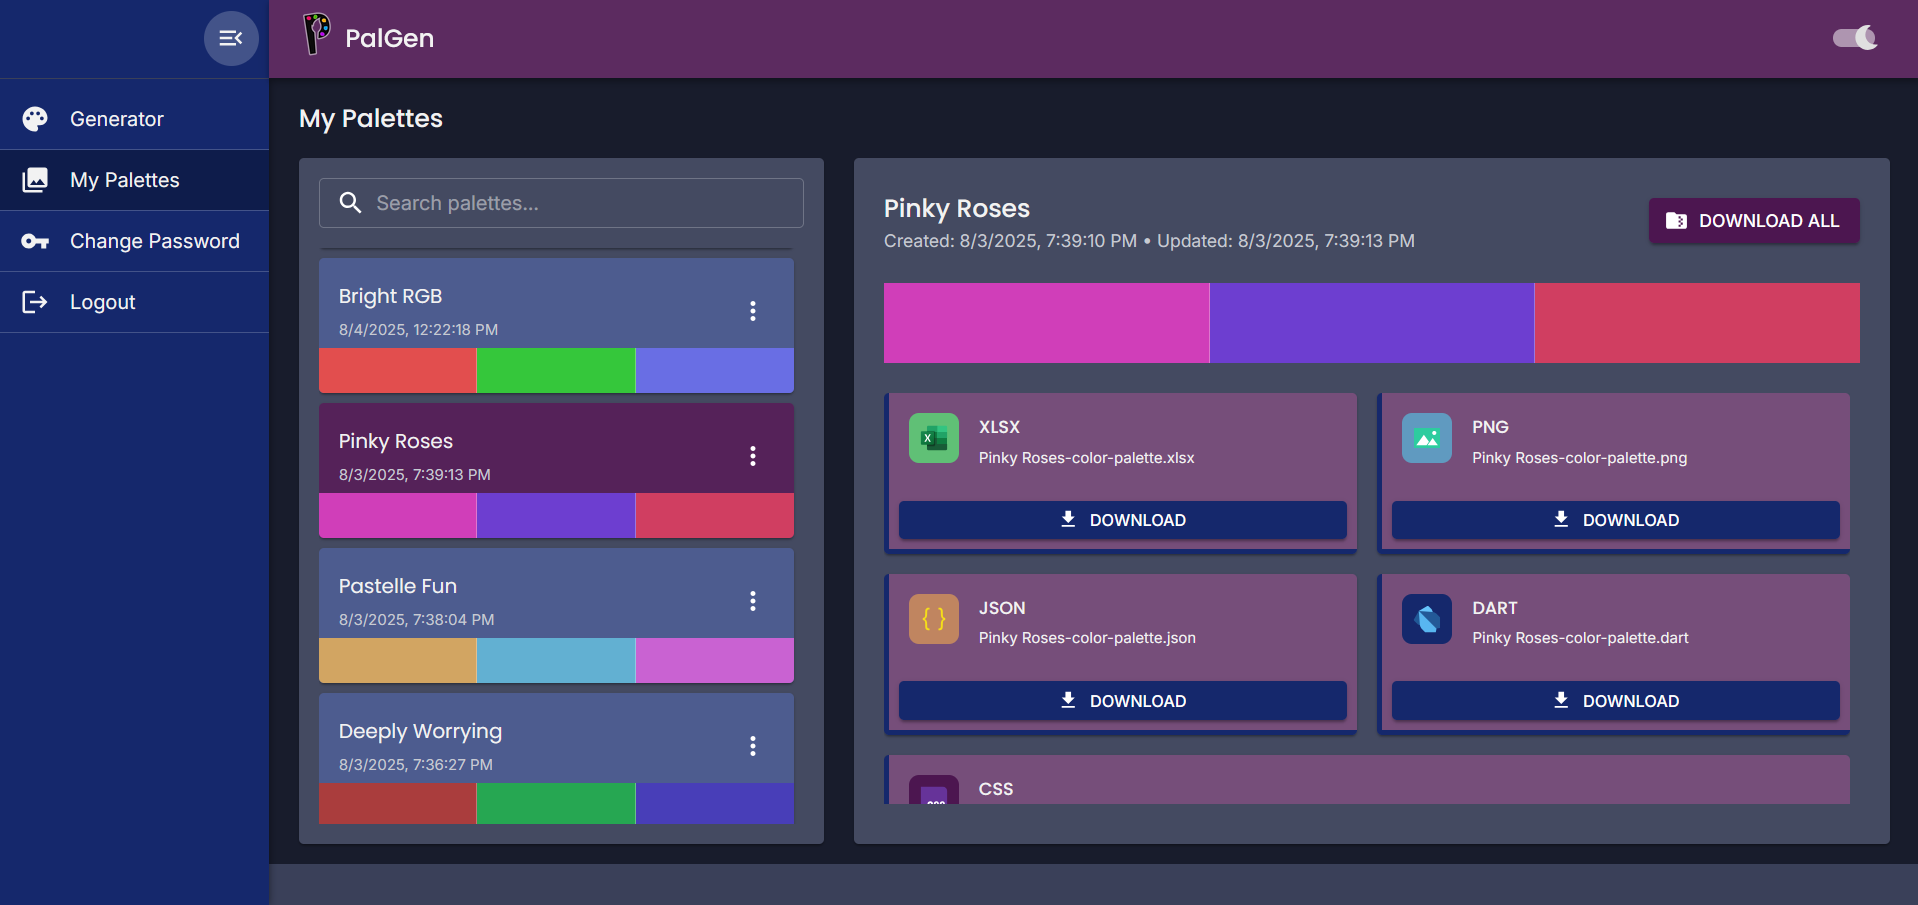 PalGen
Generator
My Palettes
Change Password
Logout
My Palettes
Search palettes...
Bright RGB
8/4/2025, 12:22:18 PM
Pinky Roses
8/3/2025, 7:39:13 PM
Pastelle Fun
8/3/2025, 7:38:04 PM
Deeply Worrying
8/3/2025, 7:36:27 PM
Pinky Roses
Created: 8/3/2025, 7:39:10 PM • Updated: 8/3/2025, 7:39:13 PM
DOWNLOAD ALL
XLSX
Pinky Roses-color-palette.xlsx
DOWNLOAD
PNG
Pinky Roses-color-palette.png
DOWNLOAD
JSON
Pinky Roses-color-palette.json
DOWNLOAD
DART
Pinky Roses-color-palette.dart
DOWNLOAD
CSS